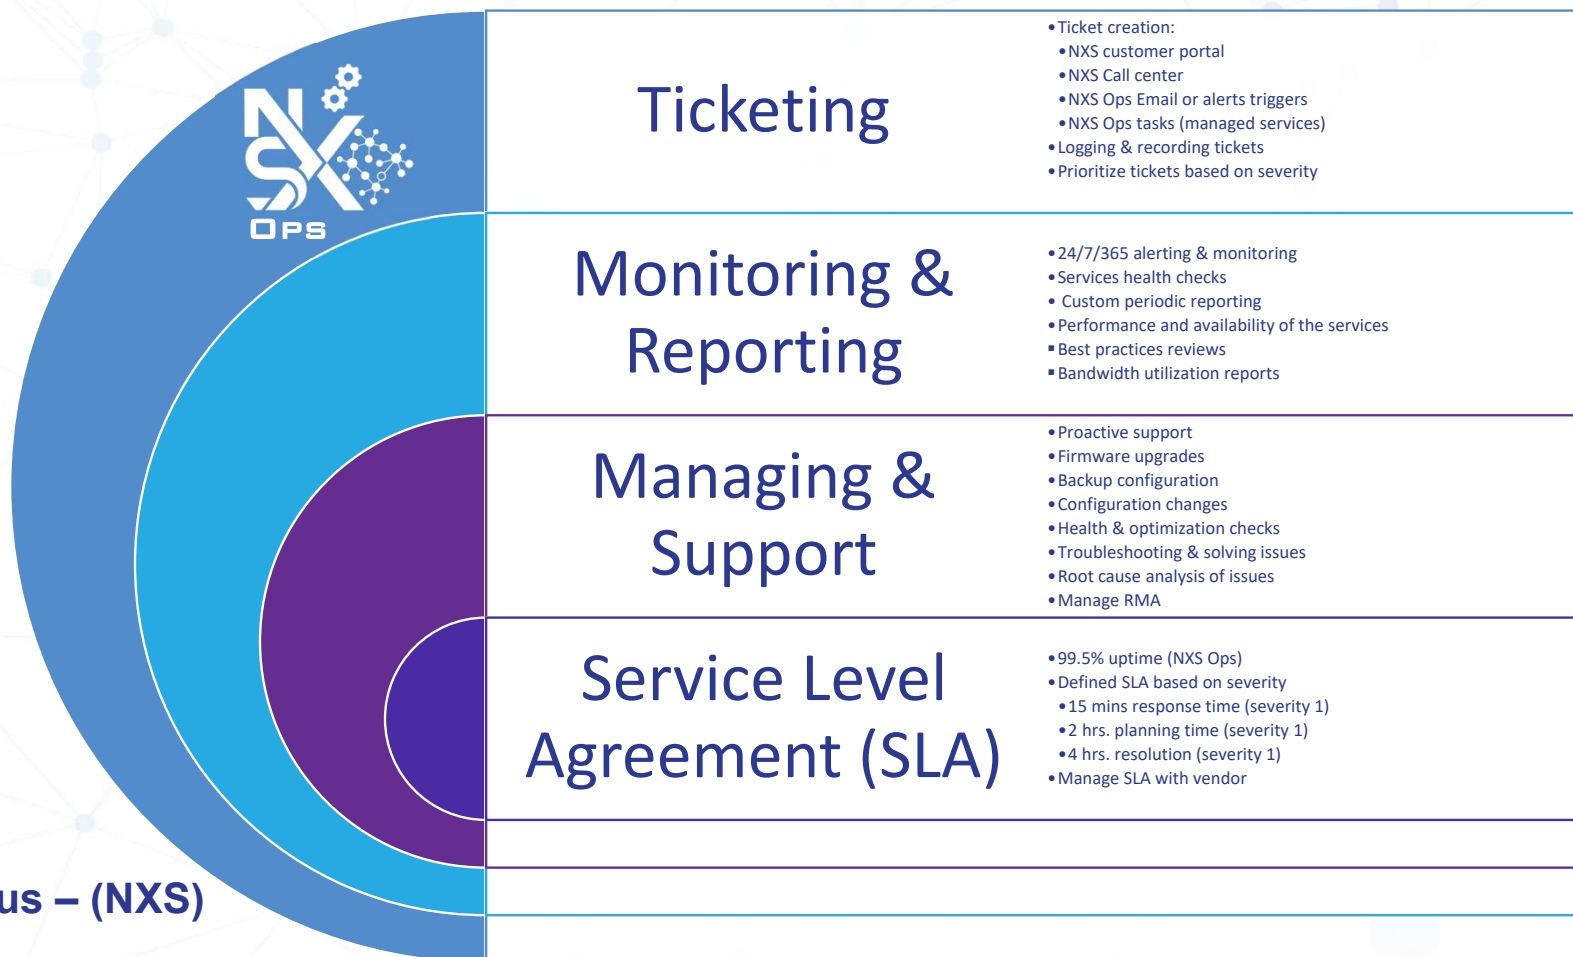 NXS
OPS
Ticketing
•Ticket creation:
•NXS customer portal
•NXS Call center
•NXS Ops Email or alerts triggers
•NXS Ops tasks (managed services)
•Logging & recording tickets
•Prioritize tickets based on severity
Monitoring &
Reporting
•24/7/365 alerting & monitoring
•Services health checks
• Custom periodic reporting
•Performance and availability of the services
▪Best practices reviews
▪Bandwidth utilization reports
Managing &
Support
•Proactive support
•Firmware upgrades
•Backup configuration
•Configuration changes
•Health & optimization checks
•Troubleshooting & solving issues
•Root cause analysis of issues
•Manage RMA
Service Level
Agreement (SLA)
•99.5% uptime (NXS Ops)
•Defined SLA based on severity
•15 mins response time (severity 1)
•2 hrs. planning time (severity 1)
•4 hrs. resolution (severity 1)
•Manage SLA with vendor
us – (NXS)